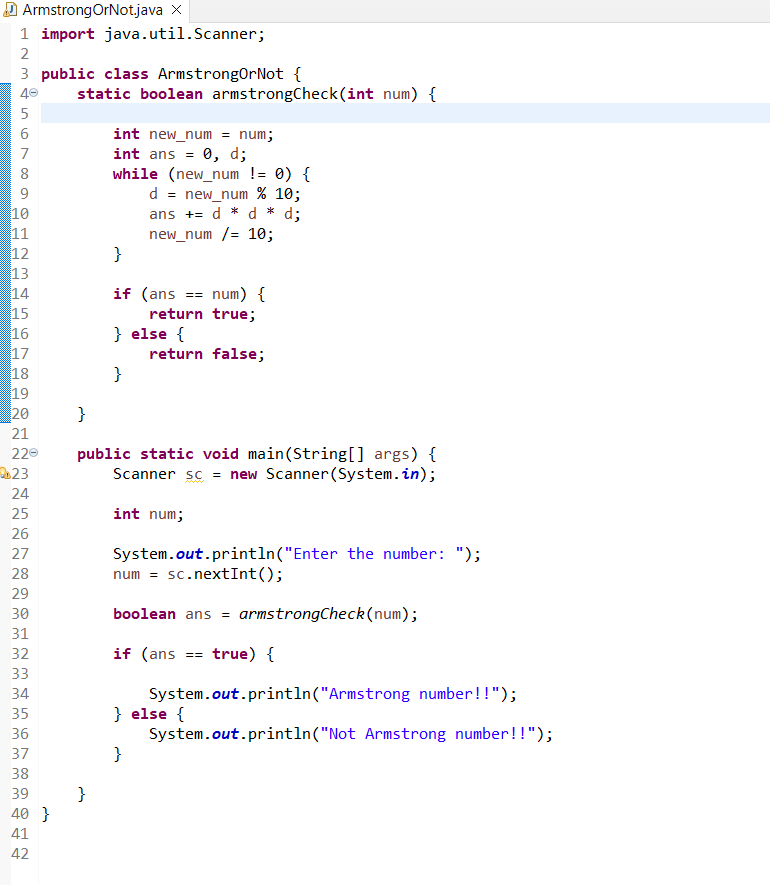 ArmstrongOrNot.java
1 import java.util.Scanner;
2
3 public class ArmstrongOrNot {
4     static boolean armstrongCheck(int num) {
5
6         int new_num = num;
7         int ans = 0, d;
8         while (new_num != 0) {
9             d = new_num % 10;
10             ans += d * d * d;
11             new_num /= 10;
12         }
13
14         if (ans == num) {
15             return true;
16         } else {
17             return false;
18         }
19
20     }
21
22     public static void main(String[] args) {
23         Scanner sc = new Scanner(System.in);
24
25         int num;
26
27         System.out.println("Enter the number: ");
28         num = sc.nextInt();
29
30         boolean ans = armstrongCheck(num);
31
32         if (ans == true) {
33
34             System.out.println("Armstrong number!!");
35         } else {
36             System.out.println("Not Armstrong number!!");
37         }
38
39     }
40 }
41
42